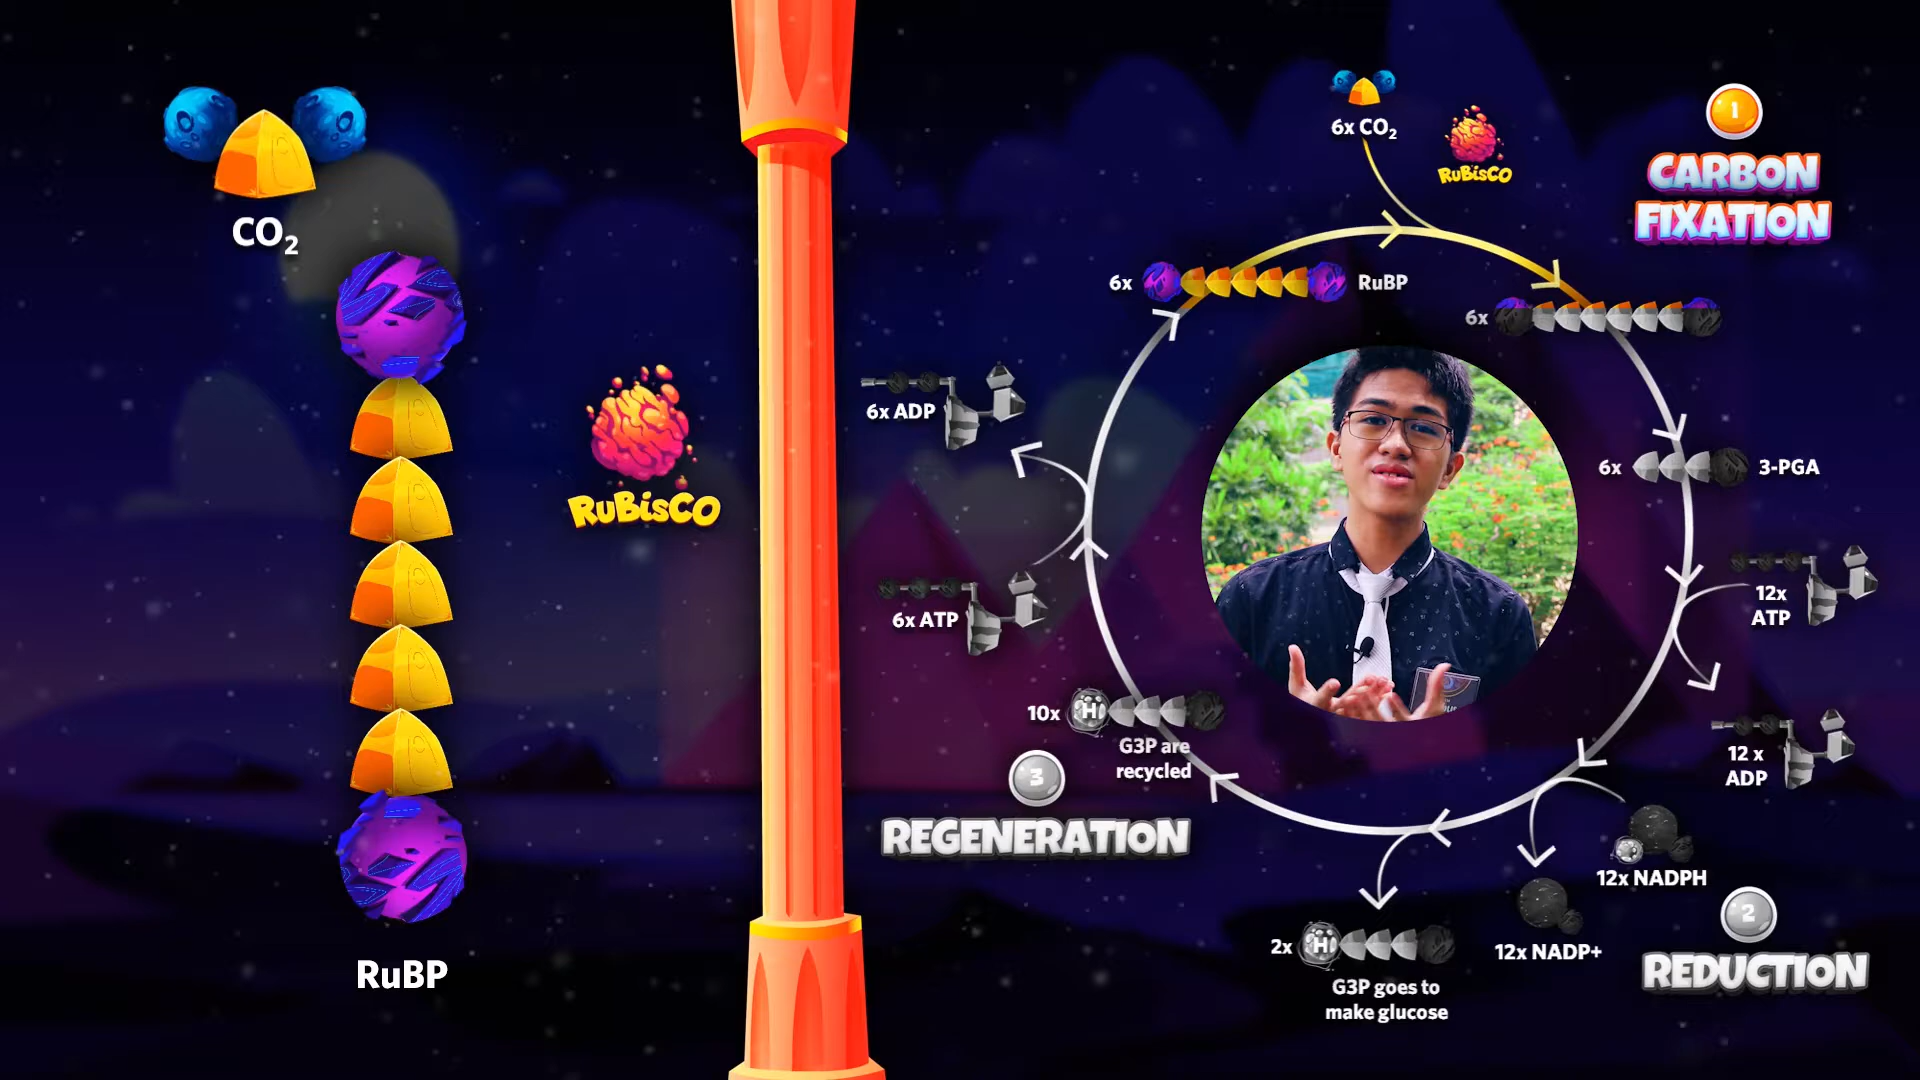 CO2
RuBP
RuBisCO
6x CO2
RuBisCO
1
CARBON
FIXATION
6x
RuBP
6x
6x
3-PGA
12x
ATP
12 x
ADP
12x NADPH
12x NADP+
2
REDUCTION
2x
H
G3P goes to
make glucose
10x
H
G3P are
recycled
3
REGENERATION
6x ATP
6x ADP